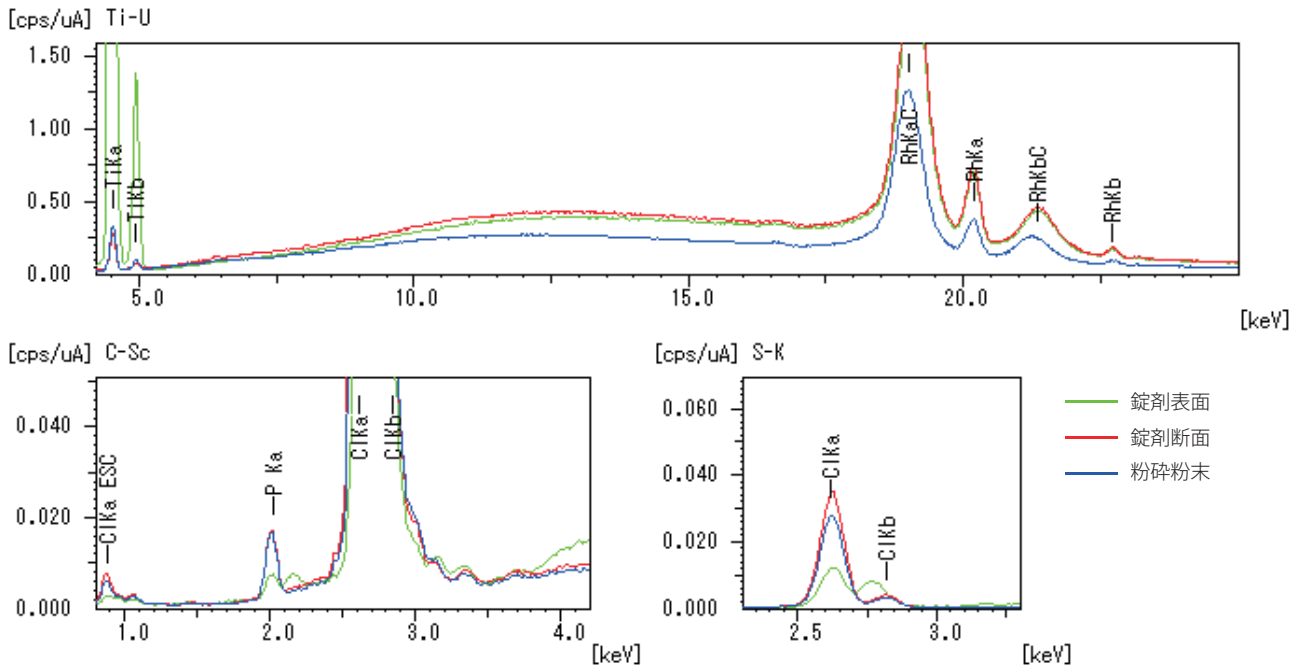 [cps/uA] Ti-U
1.50
1.00
0.50
0.00
TiKa
TiKb
RhKaC
RhKa
RhKbC
RhKb
5.0 10.0 15.0 20.0
[keV]
[cps/uA] C-Sc
0.040
0.020
0.000
ClKa ESC
P Ka
ClKa
ClKb
1.0 2.0 3.0 4.0
[keV]
[cps/uA] S-K
0.060
0.040
0.020
0.000
ClKa
ClKb
2.5 3.0
[keV]
錠剤表面
錠剤断面
粉砕粉末